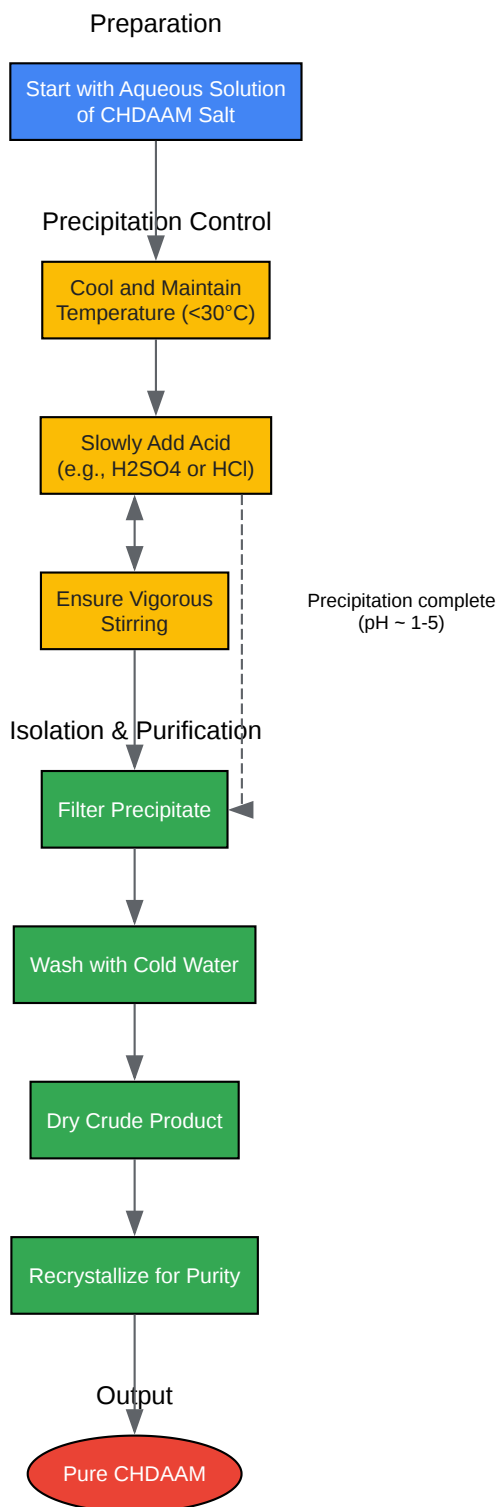 Preparation
Start with Aqueous Solution
of CHDAAM Salt
Precipitation Control
Cool and Maintain
Temperature (<30°C)
Slowly Add Acid
(e.g., H2SO4 or HCl)
Ensure Vigorous
Stirring
Precipitation complete
(pH ~ 1-5)
Isolation & Purification
Filter Precipitate
Wash with Cold Water
Dry Crude Product
Recrystallize for Purity
Output
Pure CHDAAM